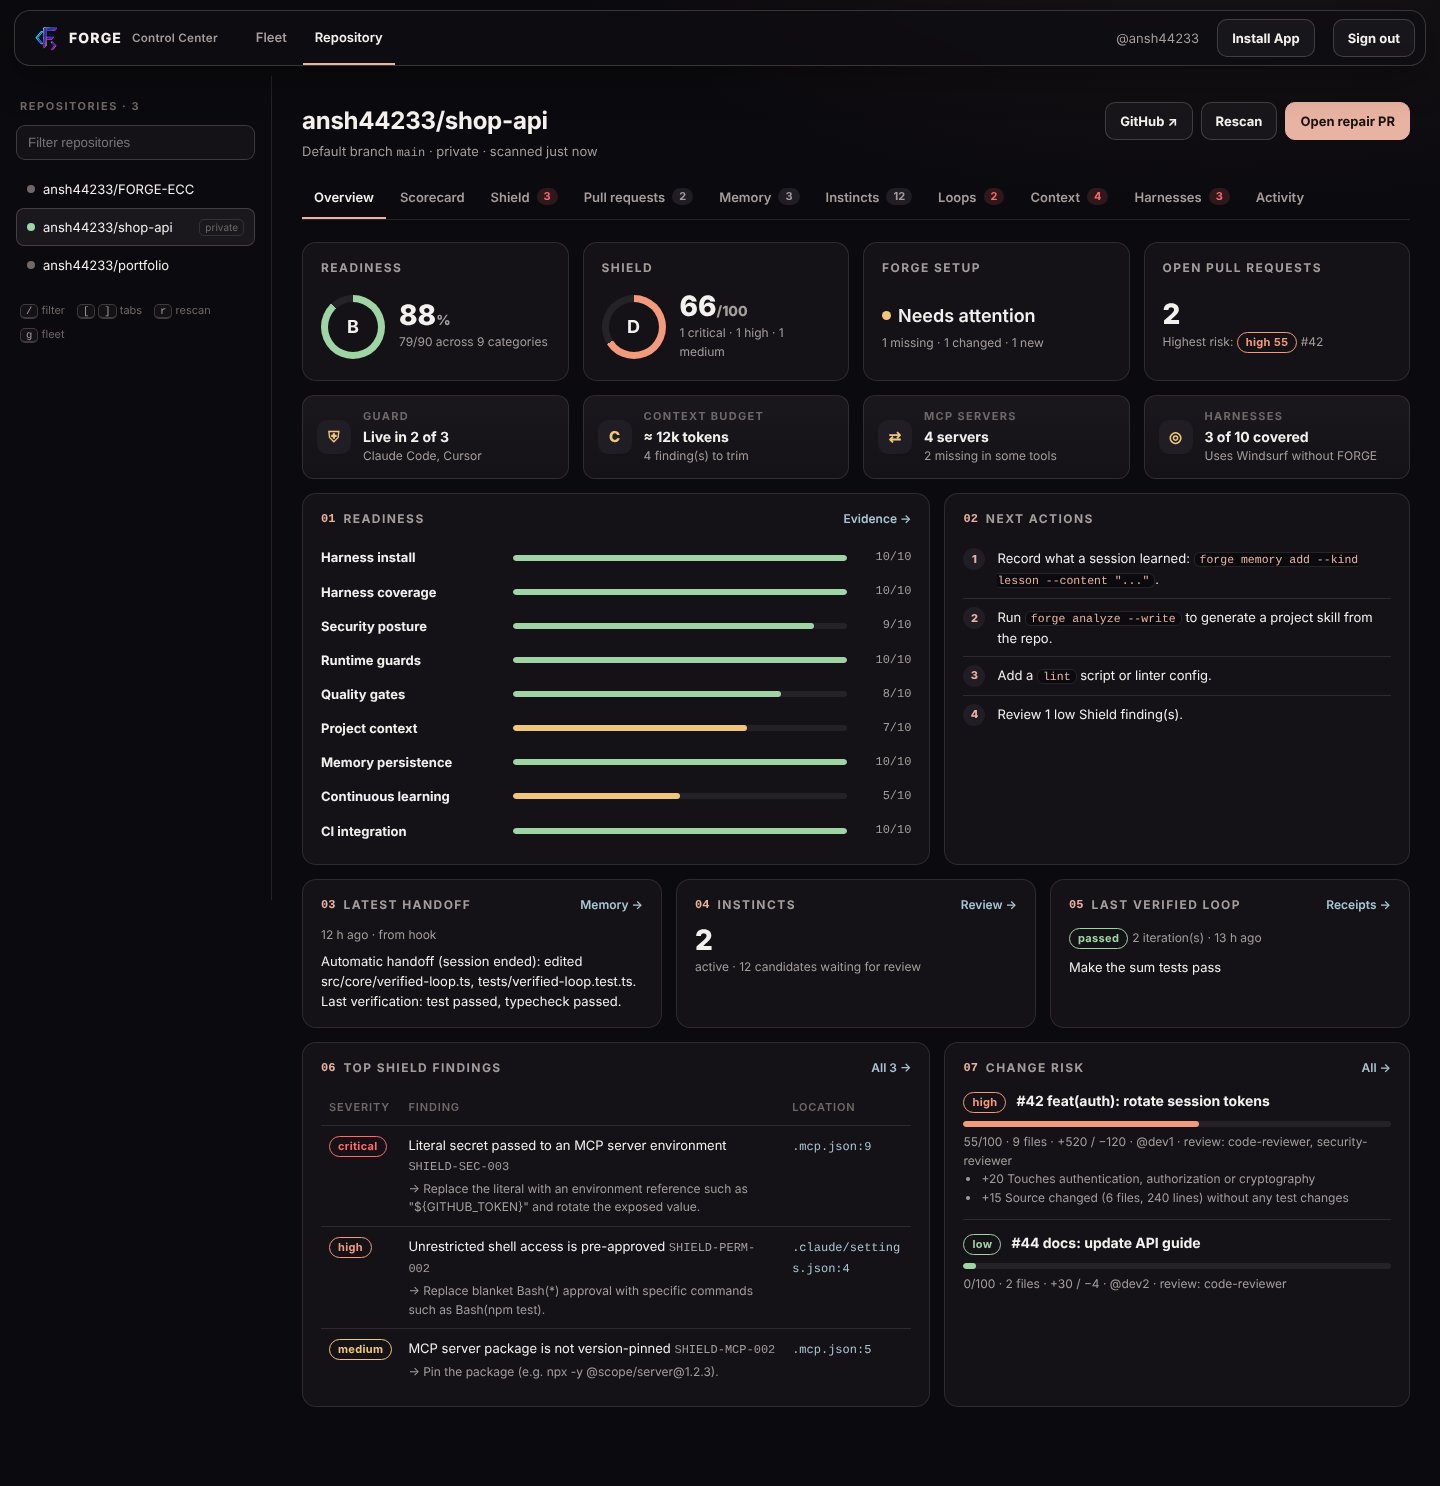 FORGE Control Center Fleet Repository @ansh44233 Install App Sign out
REPOSITORIES · 3
Filter repositories
ansh44233/FORGE-ECC
ansh44233/shop-api private
ansh44233/portfolio
/ filter [ ] tabs r rescan
g fleet
ansh44233/shop-api
GitHub ↗ Rescan Open repair PR
Default branch main · private · scanned just now
Overview Scorecard Shield 3 Pull requests 2 Memory 3 Instincts 12 Loops 2 Context 4 Harnesses 3 Activity
READINESS
B
88%
79/90 across 9 categories
SHIELD
D
66/100
1 critical · 1 high · 1
medium
FORGE SETUP
Needs attention
1 missing · 1 changed · 1 new
OPEN PULL REQUESTS
2
Highest risk: high 55 #42
GUARD
Live in 2 of 3
Claude Code, Cursor
C
CONTEXT BUDGET
≈ 12k tokens
4 finding(s) to trim
MCP SERVERS
4 servers
2 missing in some tools
HARNESSES
3 of 10 covered
Uses Windsurf without FORGE
01 READINESS Evidence →
Harness install 10/10
Harness coverage 10/10
Security posture 9/10
Runtime guards 10/10
Quality gates 8/10
Project context 7/10
Memory persistence 10/10
Continuous learning 5/10
CI integration 10/10
02 NEXT ACTIONS
1 Record what a session learned: forge memory add --kind
lesson --content "...".
2 Run forge analyze --write to generate a project skill from
the repo.
3 Add a lint script or linter config.
4 Review 1 low Shield finding(s).
03 LATEST HANDOFF Memory →
12 h ago · from hook
Automatic handoff (session ended): edited
src/core/verified-loop.ts, tests/verified-loop.test.ts.
Last verification: test passed, typecheck passed.
04 INSTINCTS Review →
2
active · 12 candidates waiting for review
05 LAST VERIFIED LOOP Receipts →
passed 2 iteration(s) · 13 h ago
Make the sum tests pass
06 TOP SHIELD FINDINGS All 3 →
SEVERITY FINDING LOCATION
critical Literal secret passed to an MCP server environment .mcp.json:9
SHIELD-SEC-003
→ Replace the literal with an environment reference such as
"${GITHUB_TOKEN}" and rotate the exposed value.
high Unrestricted shell access is pre-approved SHIELD-PERM- .claude/setting
002 s.json:4
→ Replace blanket Bash(*) approval with specific commands
such as Bash(npm test).
medium MCP server package is not version-pinned SHIELD-MCP-002 .mcp.json:5
→ Pin the package (e.g. npx -y @scope/server@1.2.3).
07 CHANGE RISK All →
high #42 feat(auth): rotate session tokens
55/100 · 9 files · +520 / −120 · @dev1 · review: code-reviewer, security-
reviewer
• +20 Touches authentication, authorization or cryptography
• +15 Source changed (6 files, 240 lines) without any test changes
low #44 docs: update API guide
0/100 · 2 files · +30 / −4 · @dev2 · review: code-reviewer